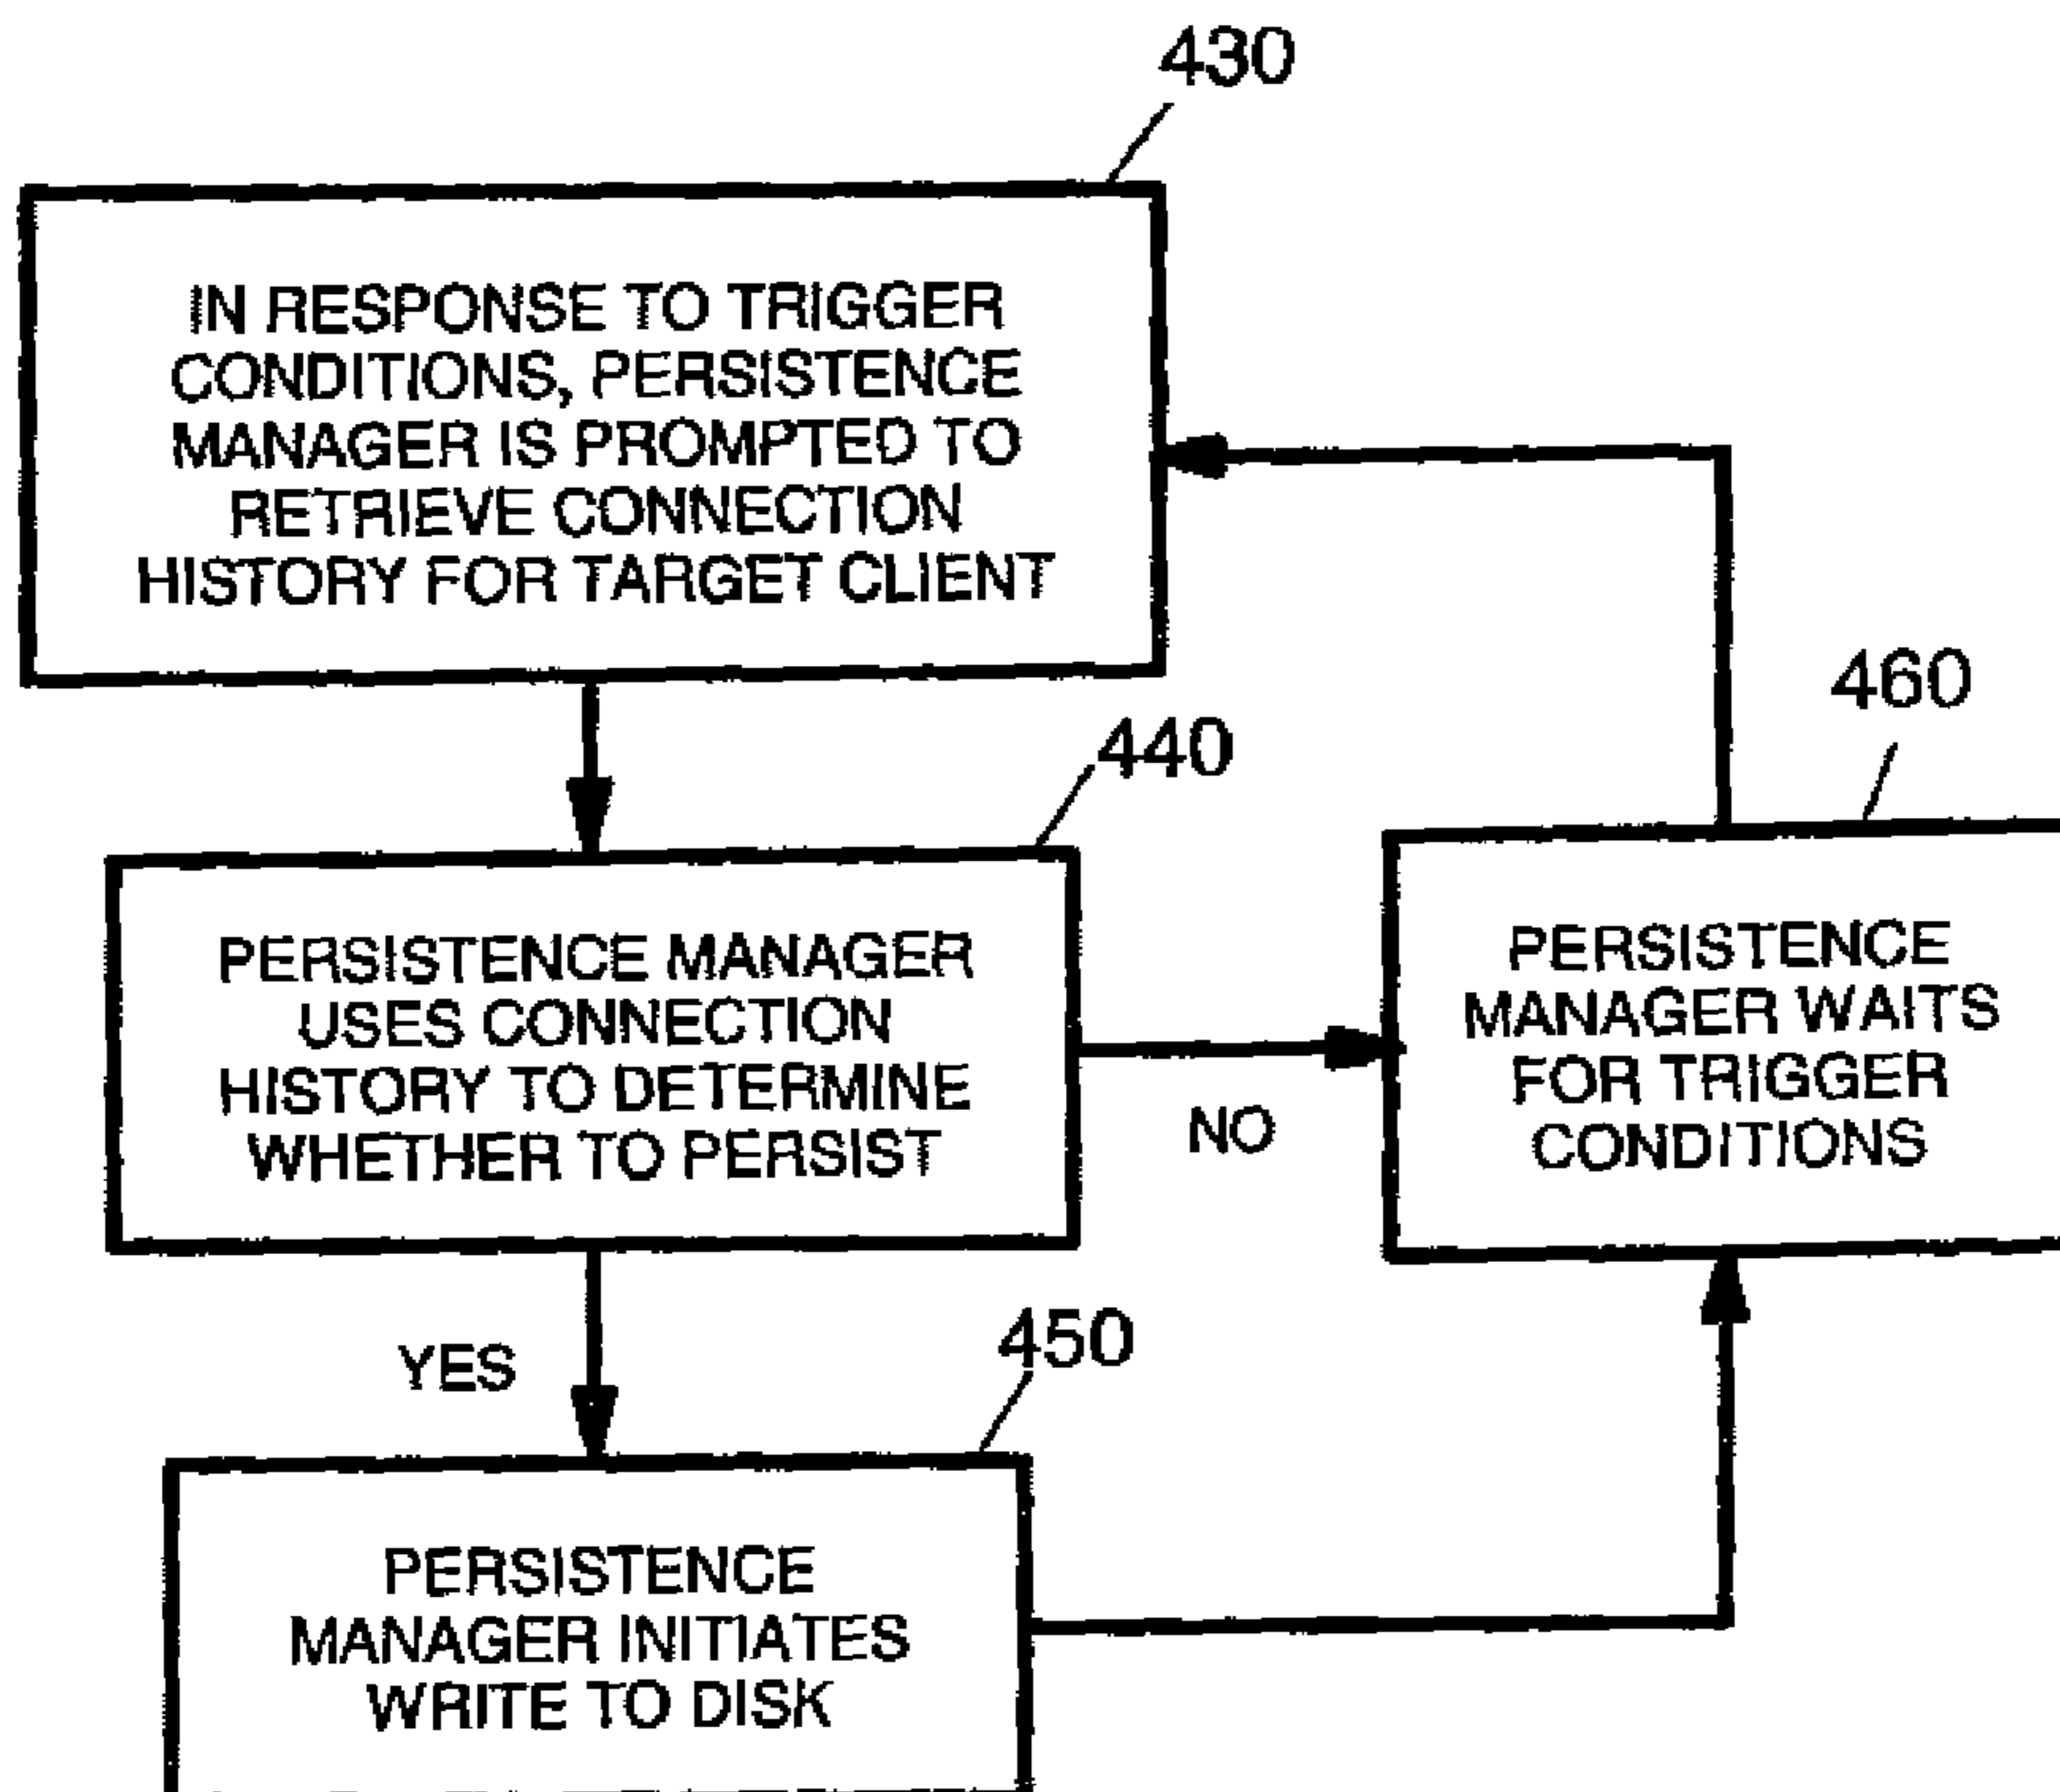 430
IN RESPONSE TO TRIGGER
CONDITIONS, PERSISTENCE
MANAGER IS PROMPTED TO
RETRIEVE CONNECTION
HISTORY FOR TARGET CLIENT
440
PERSISTENCE MANAGER
USES CONNECTION
HISTORY TO DETERMINE
WHETHER TO PERSIST
NO
460
PERSISTENCE
MANAGER WAITS
FOR TRIGGER
CONDITIONS
YES
450
PERSISTENCE
MANAGER INITIATES
WRITE TO DISK